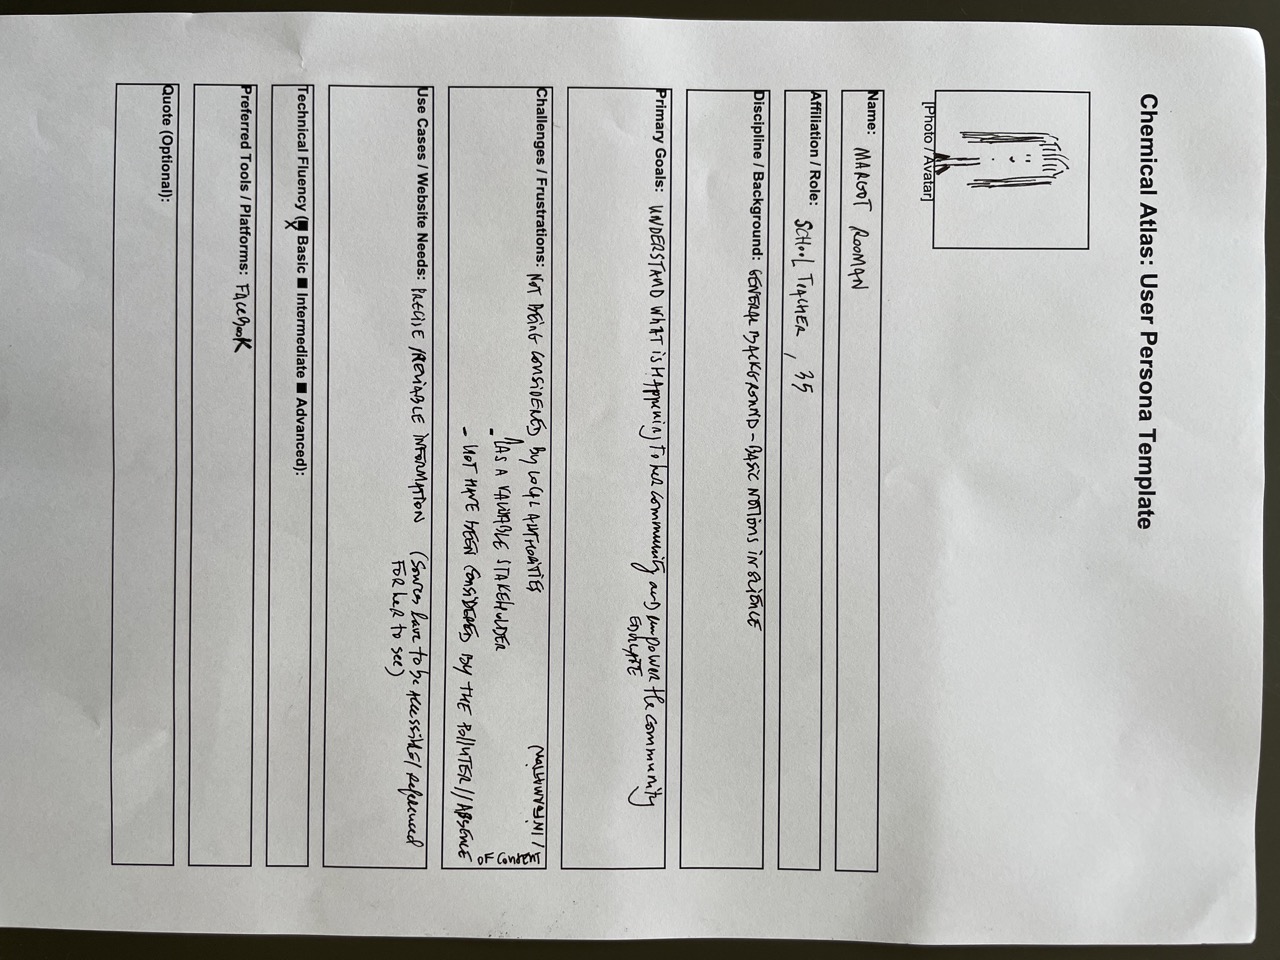 Chemical Atlas: User Persona Template
[Photo / Avatar]
Name: MARGOT ROOMAN
Affiliation / Role: SCHOOL TEACHER, 35
Discipline / Background: GENERAL BACKGROUND - BASIC NOTIONS IN SCIENCE
Primary Goals: UNDERSTAND WHAT is HAppening to her community and empower the community
EDUCATE
Challenges / Frustrations: NOT BEING CONSIDERED By LOCAL AUTHORITIES
AS A VALUABLE STAKEHOLDER
- NOT HAVE BEEN CONSIDERED BY THE POLLUTER // ABSENCE
OF CONSENT
/ INFORMATION
Use Cases / Website Needs: PRECISE / RELIABLE INFORMATION (Sources have to be accessible / referenced
FOR her to see)
Technical Fluency (■ Basic ■ Intermediate ■ Advanced):
X
Preferred Tools / Platforms: FACEBOOK
Quote (Optional):